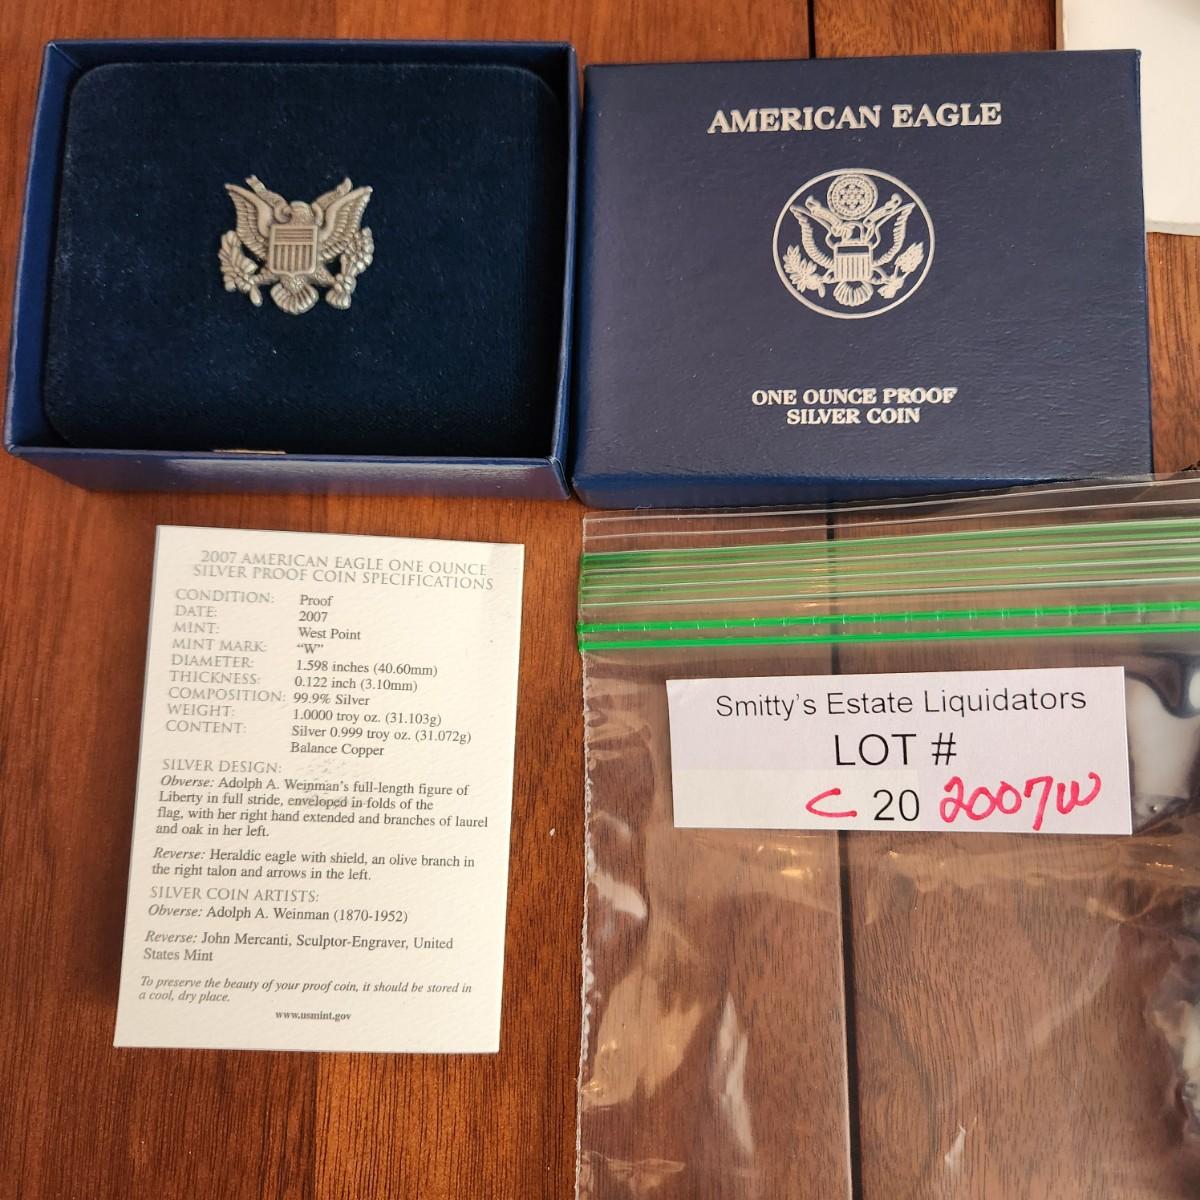 AMERICAN EAGLE
ONE OUNCE PROOF
SILVER COIN
2007 AMERICAN EAGLE ONE OUNCE
SILVER PROOF COIN SPECIFICATIONS
CONDITION: Proof
DATE: 2007
MINT: West Point
MINT MARK: "W"
DIAMETER: 1.598 inches (40.60mm)
THICKNESS: 0.122 inch (3.10mm)
COMPOSITION: 99.9% Silver
WEIGHT: 1.0000 troy oz. (31.103g)
CONTENT: Silver 0.999 troy oz. (31.072g)
Balance Copper
SILVER DESIGN:
Obverse: Adolph A. Weinman's full-length figure of
Liberty in full stride, enveloped in folds of the
flag, with her right hand extended and branches of laurel
and oak in her left.
Reverse: Heraldic eagle with shield, an olive branch in
the right talon and arrows in the left.
SILVER COIN ARTISTS:
Obverse: Adolph A. Weinman (1870-1952)
Reverse: John Mercanti, Sculptor-Engraver, United
States Mint
To preserve the beauty of your proof coin, it should be stored in
a cool, dry place.
www.usmint.gov
Smitty's Estate Liquidators
LOT #
C 20 2007W